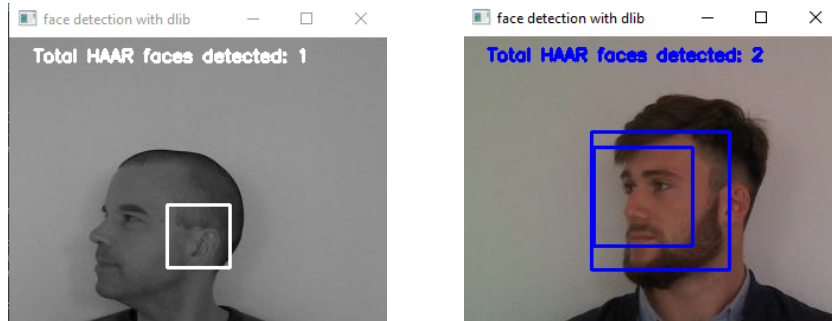 face detection with dlib
Total HAAR faces detected: 1
face detection with dlib
Total HAAR faces detected: 2